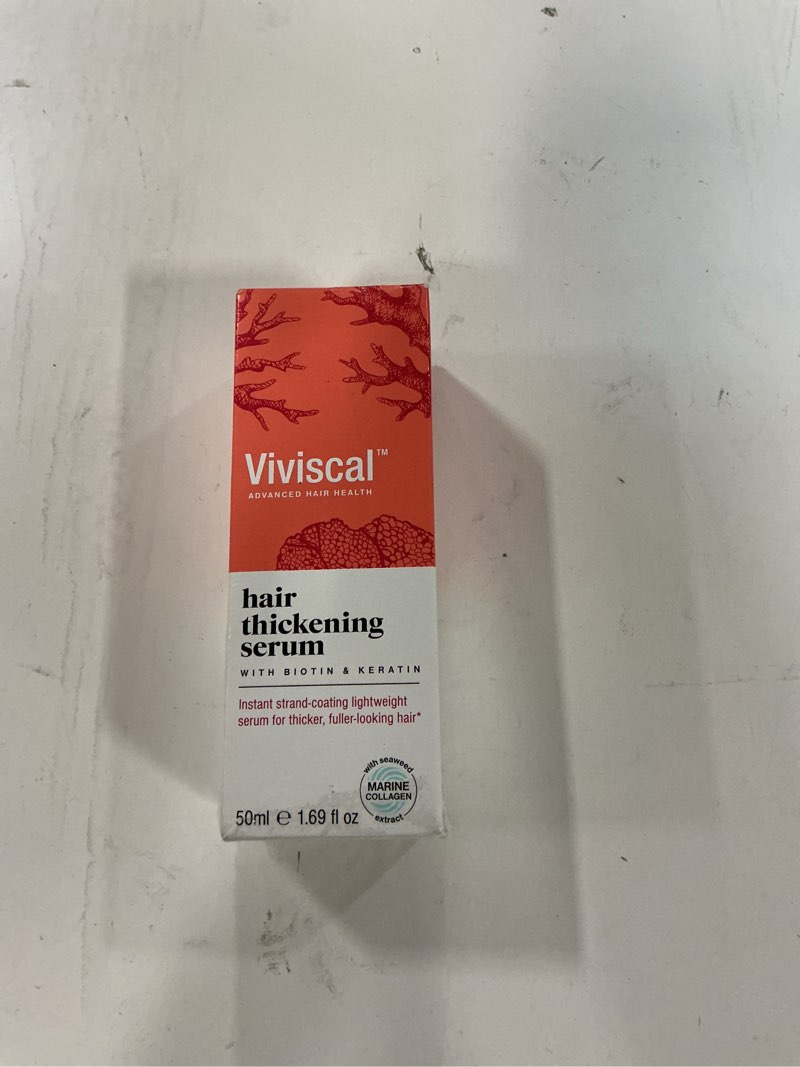 Viviscal™
ADVANCED HAIR HEALTH
hair
thickening
serum
WITH BIOTIN & KERATIN
Instant strand-coating lightweight
serum for thicker, fuller-looking hair*
with seaweed
MARINE
COLLAGEN
extract
50ml ℮ 1.69 fl oz